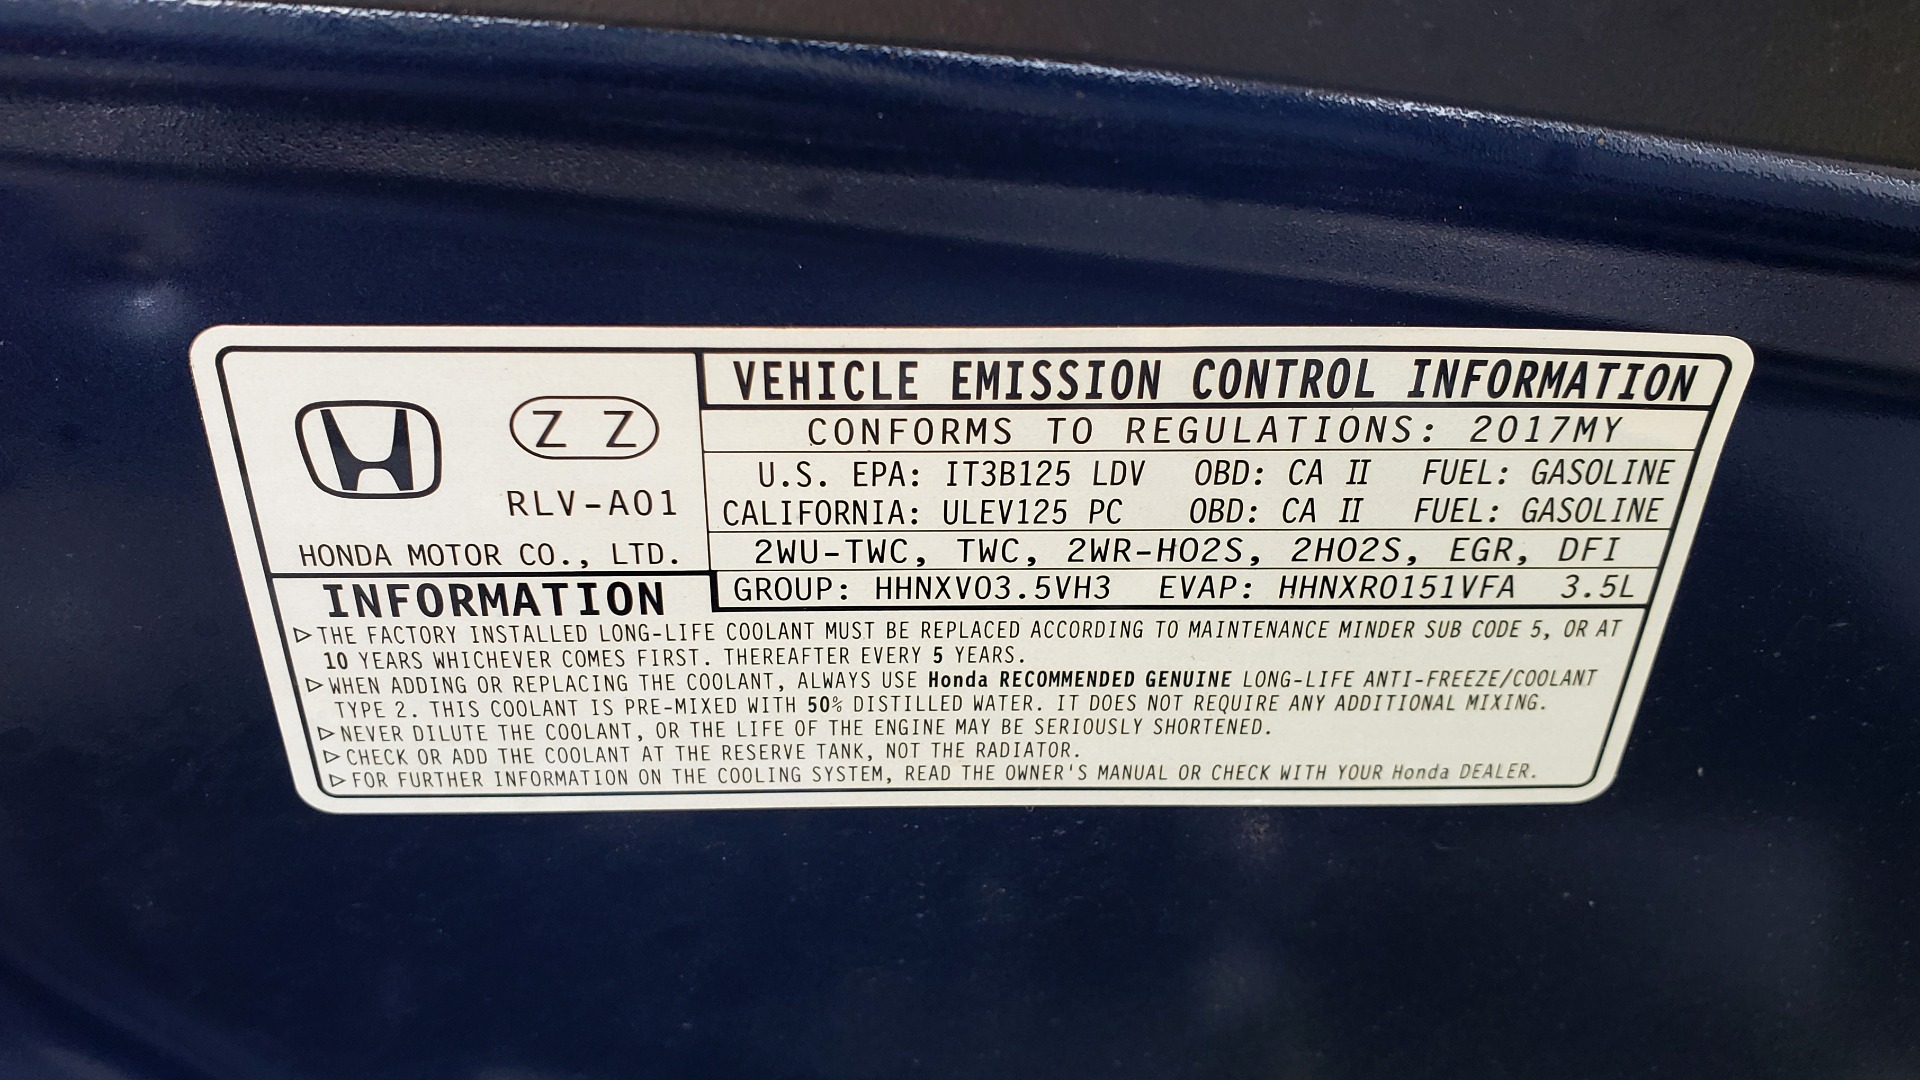 Z Z
RLV-A01
HONDA MOTOR CO., LTD.
VEHICLE EMISSION CONTROL INFORMATION
CONFORMS TO REGULATIONS: 2017MY
U.S. EPA: IT3B125 LDV OBD: CA II FUEL: GASOLINE
CALIFORNIA: ULEV125 PC OBD: CA II FUEL: GASOLINE
2WU-TWC, TWC, 2WR-HO2S, 2HO2S, EGR, DFI
GROUP: HHNXV03.5VH3 EVAP: HHNXR0151VFA 3.5L
INFORMATION
▷THE FACTORY INSTALLED LONG-LIFE COOLANT MUST BE REPLACED ACCORDING TO MAINTENANCE MINDER SUB CODE 5, OR AT
10 YEARS WHICHEVER COMES FIRST. THEREAFTER EVERY 5 YEARS.
▷WHEN ADDING OR REPLACING THE COOLANT, ALWAYS USE Honda RECOMMENDED GENUINE LONG-LIFE ANTI-FREEZE/COOLANT
TYPE 2. THIS COOLANT IS PRE-MIXED WITH 50% DISTILLED WATER. IT DOES NOT REQUIRE ANY ADDITIONAL MIXING.
▷NEVER DILUTE THE COOLANT, OR THE LIFE OF THE ENGINE MAY BE SERIOUSLY SHORTENED.
▷CHECK OR ADD THE COOLANT AT THE RESERVE TANK, NOT THE RADIATOR.
▷FOR FURTHER INFORMATION ON THE COOLING SYSTEM, READ THE OWNER'S MANUAL OR CHECK WITH YOUR Honda DEALER.